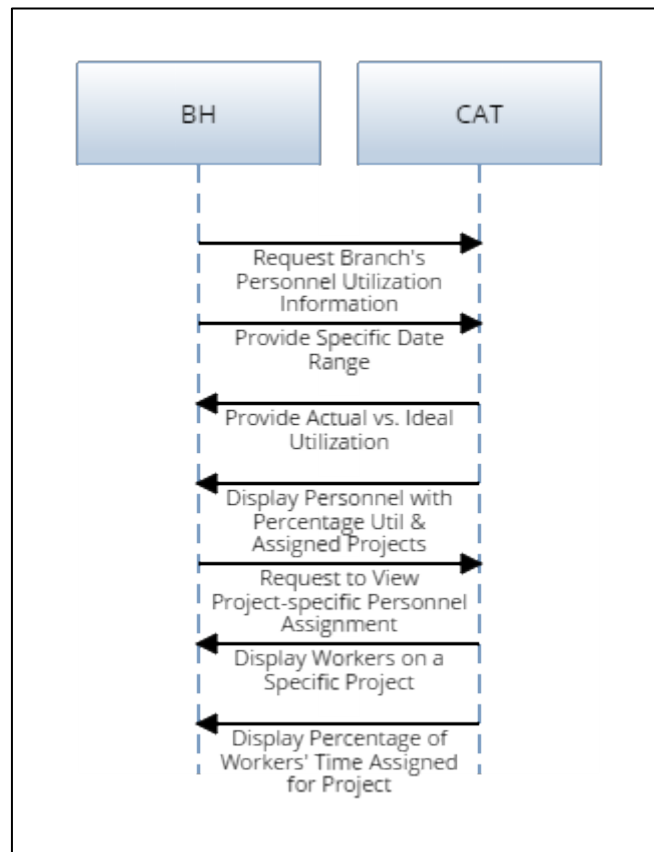 BH
CAT
Request Branch's
Personnel Utilization
Information
Provide Specific Date
Range
Provide Actual vs. Ideal
Utilization
Display Personnel with
Percentage Util &
Assigned Projects
Request to View
Project-specific Personnel
Assignment
Display Workers on a
Specific Project
Display Percentage of
Workers' Time Assigned
for Project